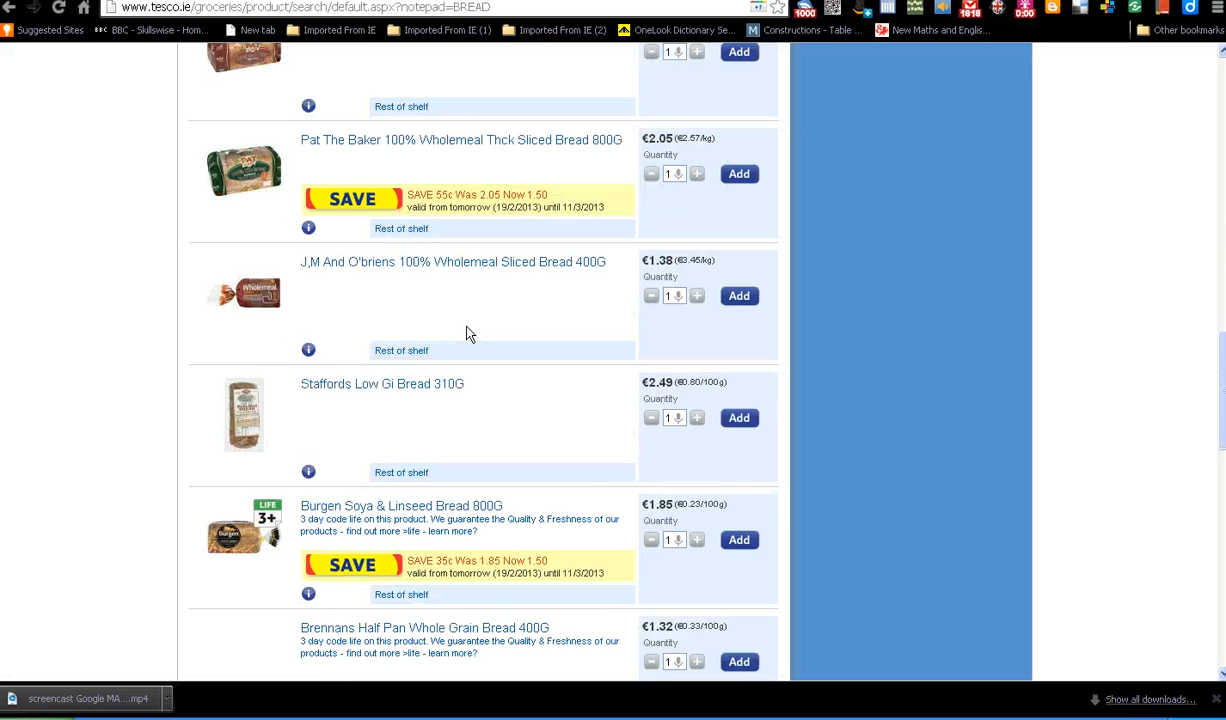 www.tesco.ie/groceries/product/search/default.aspx?notepad=BREAD
Suggested Sites
BBC - Skillswise - Hom...
New tab
Imported From IE
Imported From IE (1)
Imported From IE (2)
OneLook Dictionary Se...
Constructions - Table ...
New Maths and Englis...
Other bookmarks
1 Add
Rest of shelf
Pat The Baker 100% Wholemeal Thck Sliced Bread 800G
€2.05 (€2.57/kg)
Quantity
1 Add
SAVE SAVE 55c Was 2.05 Now 1.50
valid from tomorrow (19/2/2013) until 11/3/2013
Rest of shelf
J,M And O'briens 100% Wholemeal Sliced Bread 400G
€1.38 (€3.45/kg)
Quantity
1 Add
Rest of shelf
Staffords Low Gi Bread 310G
€2.49 (€0.80/100g)
Quantity
1 Add
Rest of shelf
LIFE
3+
Burgen Soya & Linseed Bread 800G
3 day code life on this product. We guarantee the Quality & Freshness of our
products - find out more >life - learn more?
€1.85 (€0.23/100g)
Quantity
1 Add
SAVE SAVE 35c Was 1.85 Now 1.50
valid from tomorrow (19/2/2013) until 11/3/2013
Rest of shelf
Brennans Half Pan Whole Grain Bread 400G
3 day code life on this product. We guarantee the Quality & Freshness of our
products - find out more >life - learn more?
€1.32 (€0.33/100g)
Quantity
1 Add
screencast Google MA....mp4
Show all downloads...